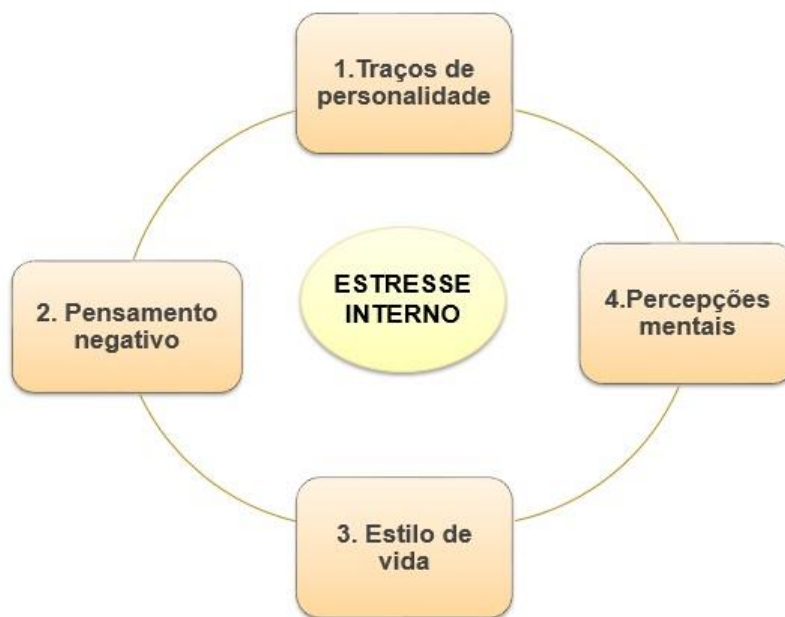 1.Traços de
personalidade
2. Pensamento
negativo
ESTRESSE
INTERNO
4.Percepções
mentais
3. Estilo de
vida